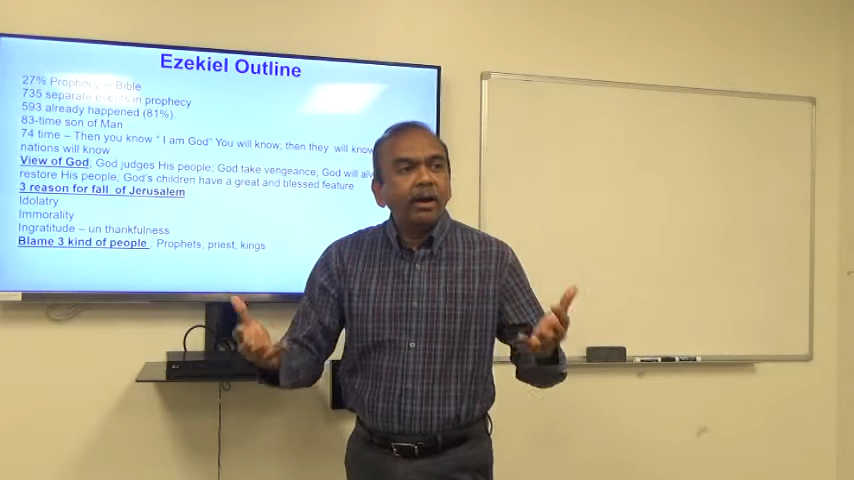 Ezekiel Outline
27% Prophecy in Bible
735 separate events in prophecy
593 already happened (81%).
83-time son of Man
74 time – Then you know “ I am God” You will know, then they will know
nations will know
View of God; God judges His people; God take vengeance; God will
restore His people; God's children have a great and blessed feature
3 reason for fall of Jerusalem
Idolatry
Immorality
Ingratitude – un thankfulness
Blame 3 kind of people . Prophets, priest, kings